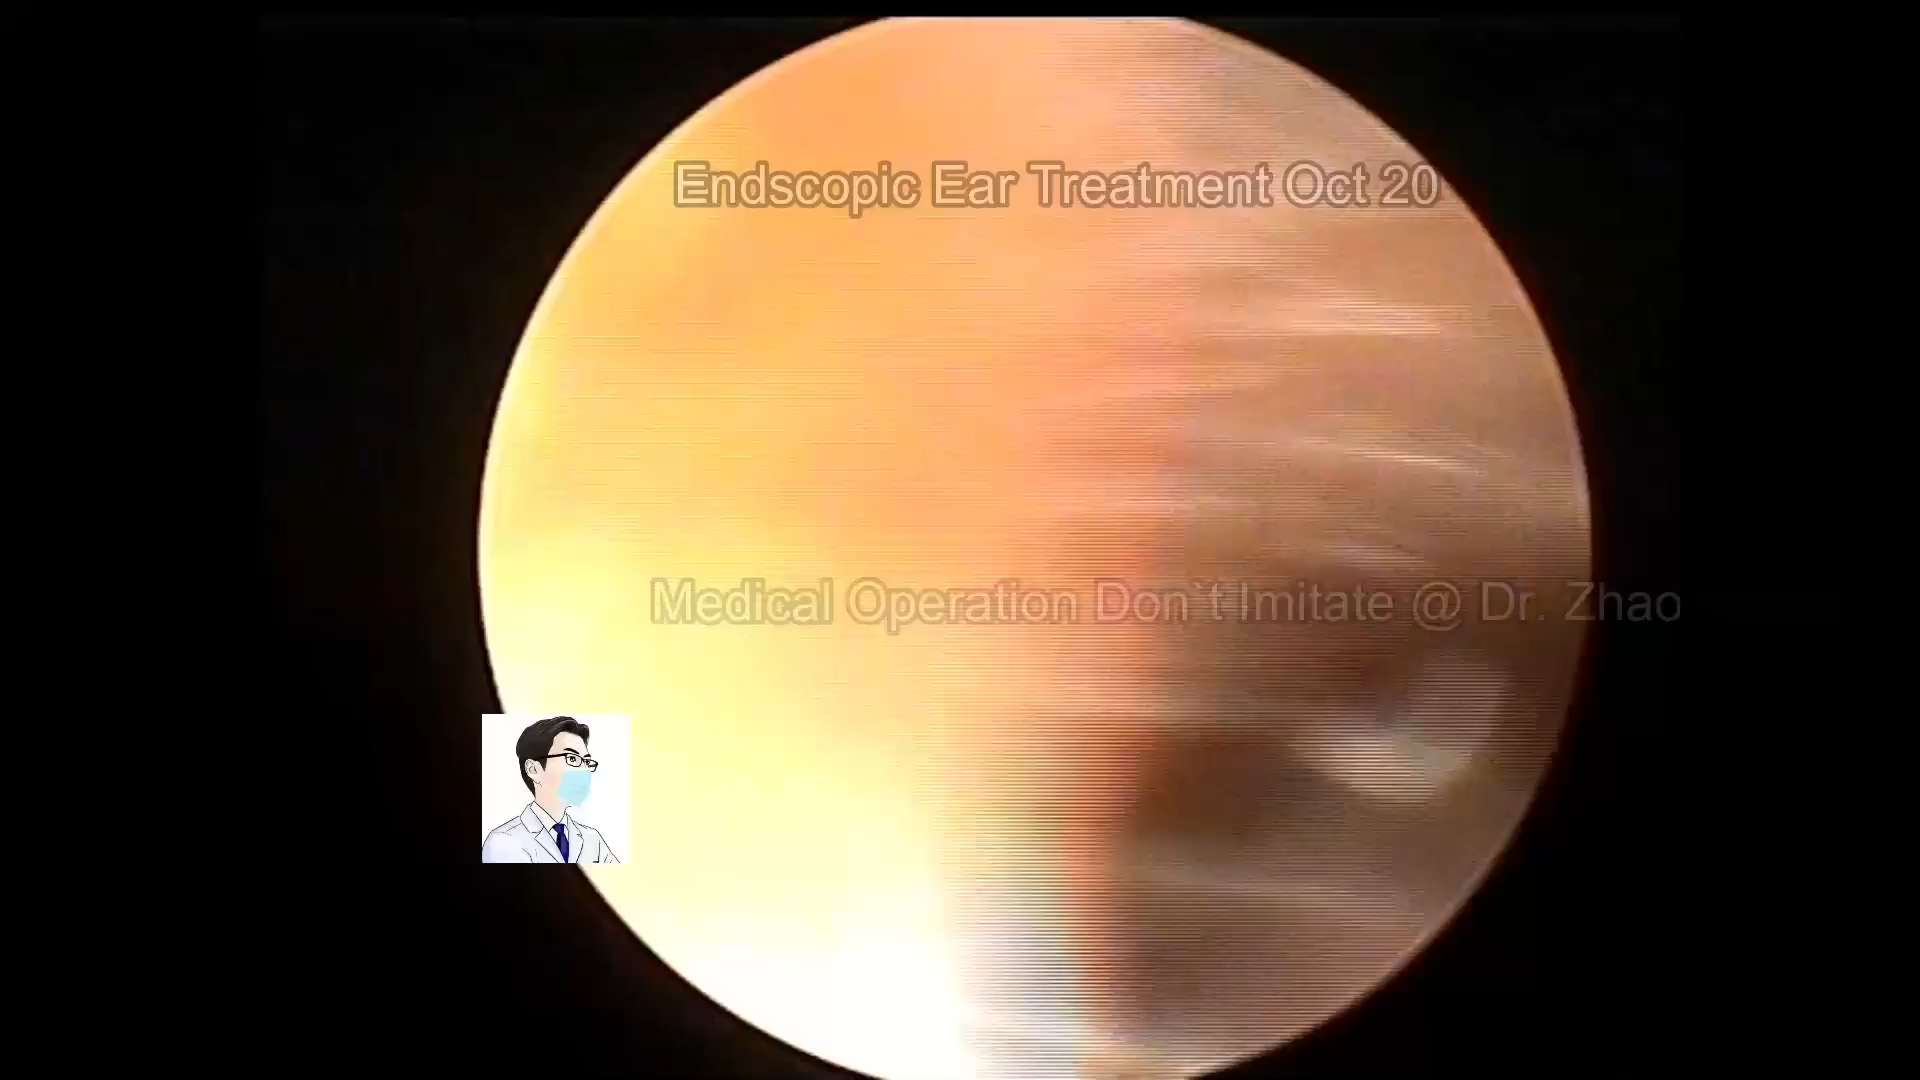 Endscopic Ear Treatment Oct 20
Medical Operation Don`t Imitate @ Dr. Zhao